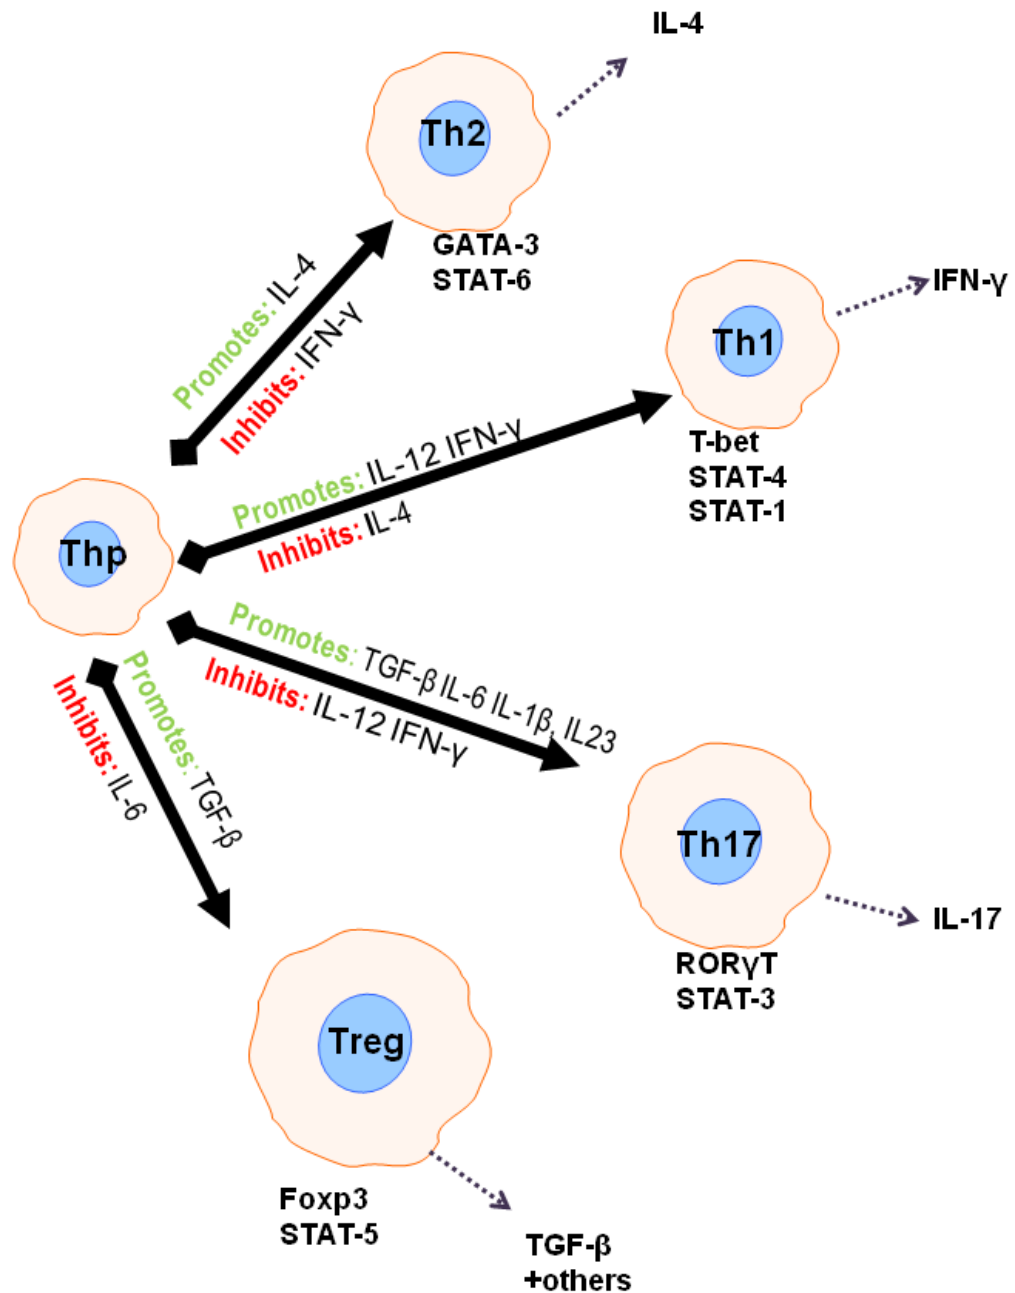 IL-4
Th2
GATA-3
STAT-6
Promotes: IL-4
Inhibits: IFN-γ
IFN-γ
Th1
T-bet
STAT-4
STAT-1
Promotes: IL-12 IFN-γ
Inhibits: IL-4
Thp
Promotes: TGF-β IL-6 IL-1β, IL23
Inhibits: IL-12 IFN-γ
Promotes: TGF-β
Inhibits: IL-6
Th17
IL-17
RORγT
STAT-3
Treg
Foxp3
STAT-5
TGF-β
+others